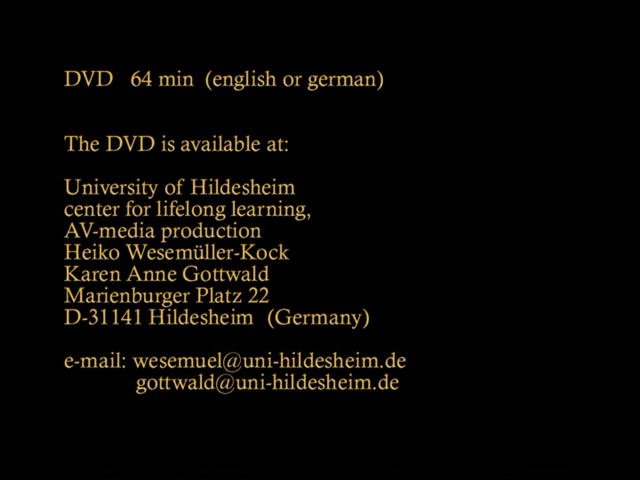 DVD 64 min (english or german)
The DVD is available at:
University of Hildesheim
center for lifelong learning,
AV-media production
Heiko Wesemüller-Kock
Karen Anne Gottwald
Marienburger Platz 22
D-31141 Hildesheim (Germany)
e-mail: wesemuel@uni-hildesheim.de
gottwald@uni-hildesheim.de